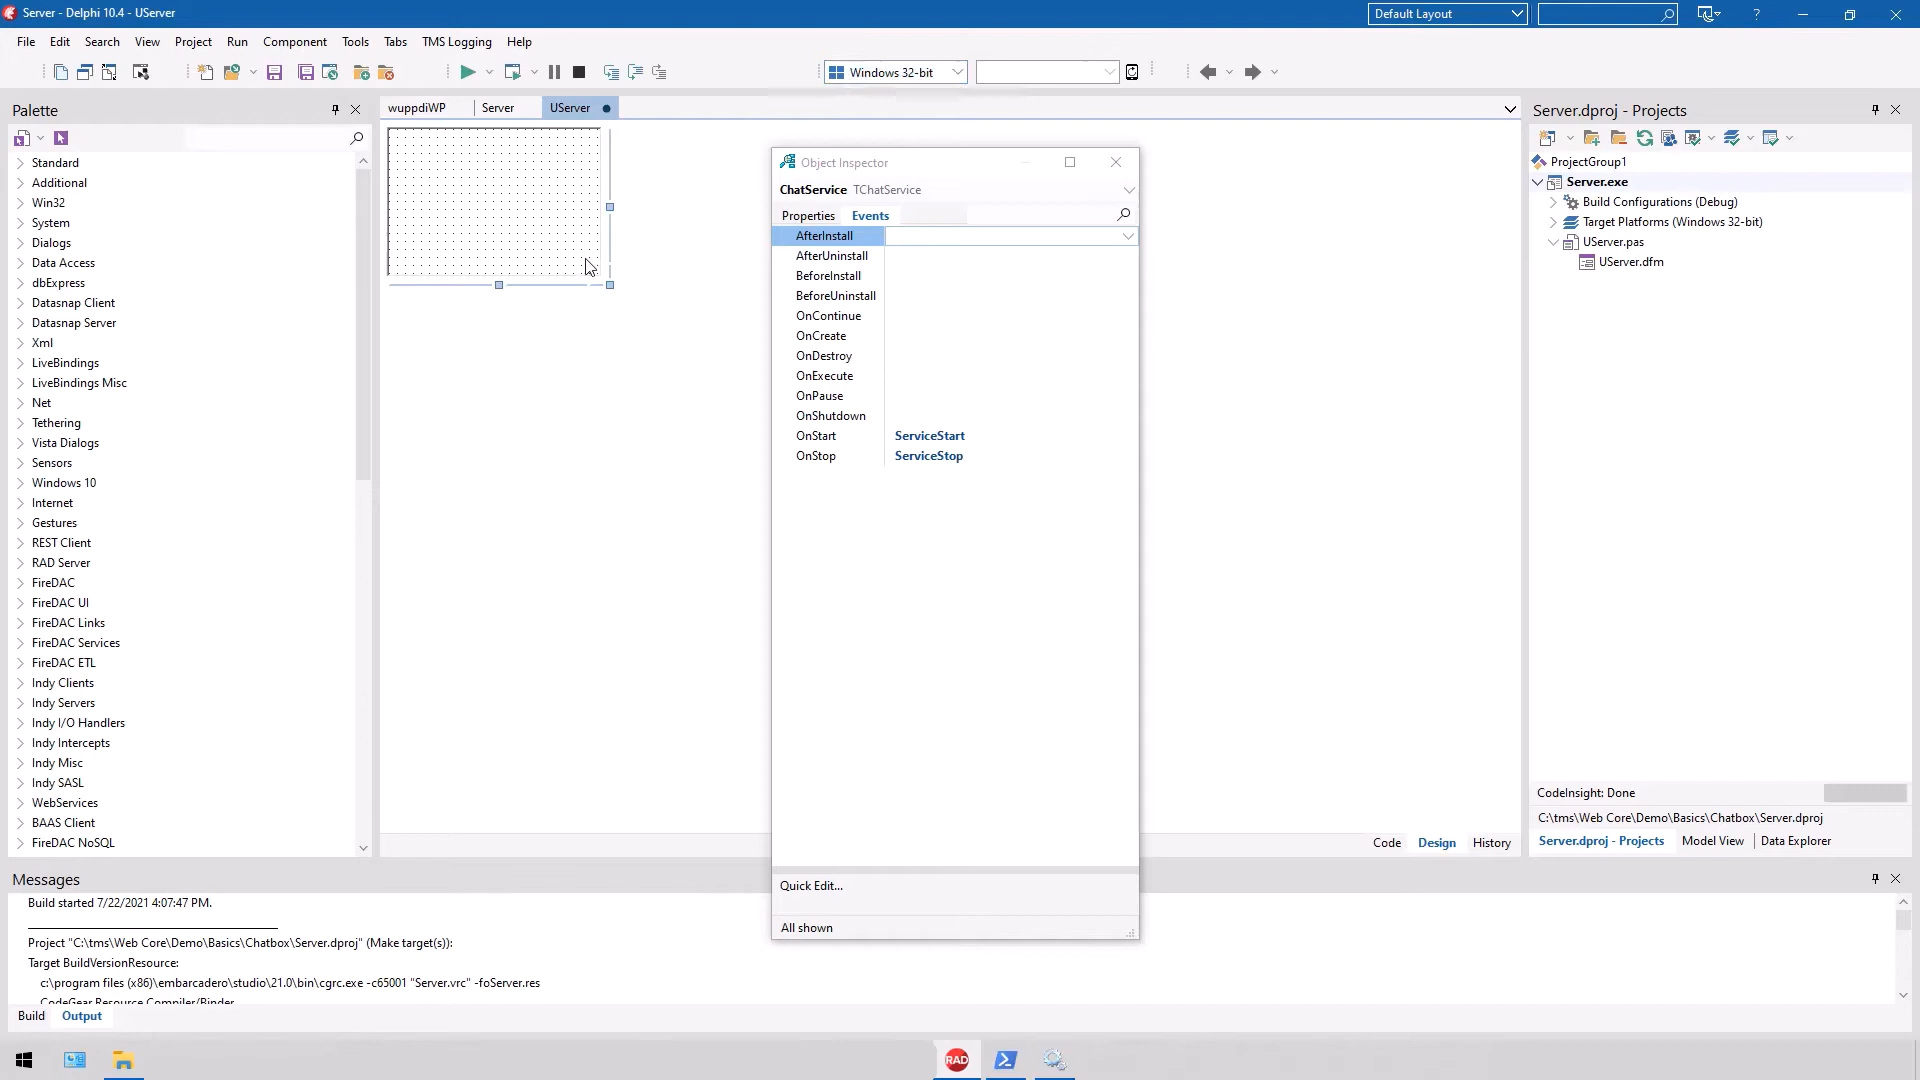 Server - Delphi 10.4 - UServer
Default Layout
?
File Edit Search View Project Run Component Tools Tabs TMS Logging Help
Windows 32-bit
Palette
wuppdiWP Server UServer
Server.dproj - Projects
Standard
Additional
Win32
System
Dialogs
Data Access
dbExpress
Datasnap Client
Datasnap Server
Xml
LiveBindings
LiveBindings Misc
Net
Tethering
Vista Dialogs
Sensors
Windows 10
Internet
Gestures
REST Client
RAD Server
FireDAC
FireDAC UI
FireDAC Links
FireDAC Services
FireDAC ETL
Indy Clients
Indy Servers
Indy I/O Handlers
Indy Intercepts
Indy Misc
Indy SASL
WebServices
BAAS Client
FireDAC NoSQL
Object Inspector
ChatService TChatService
Properties Events
AfterInstall
AfterUninstall
BeforeInstall
BeforeUninstall
OnContinue
OnCreate
OnDestroy
OnExecute
OnPause
OnShutdown
OnStart ServiceStart
OnStop ServiceStop
Quick Edit...
All shown
ProjectGroup1
Server.exe
Build Configurations (Debug)
Target Platforms (Windows 32-bit)
UServer.pas
UServer.dfm
CodeInsight: Done
C:\tms\Web Core\Demo\Basics\Chatbox\Server.dproj
Code Design History
Server.dproj - Projects Model View Data Explorer
Messages
Build started 7/22/2021 4:07:47 PM.
Project "C:\tms\Web Core\Demo\Basics\Chatbox\Server.dproj" (Make target(s)):
Target BuildVersionResource:
c:\program files (x86)\embarcadero\studio\21.0\bin\cgrc.exe -c65001 "Server.vrc" -foServer.res
CodeGear Resource Compiler/Binder
Build Output
RAD